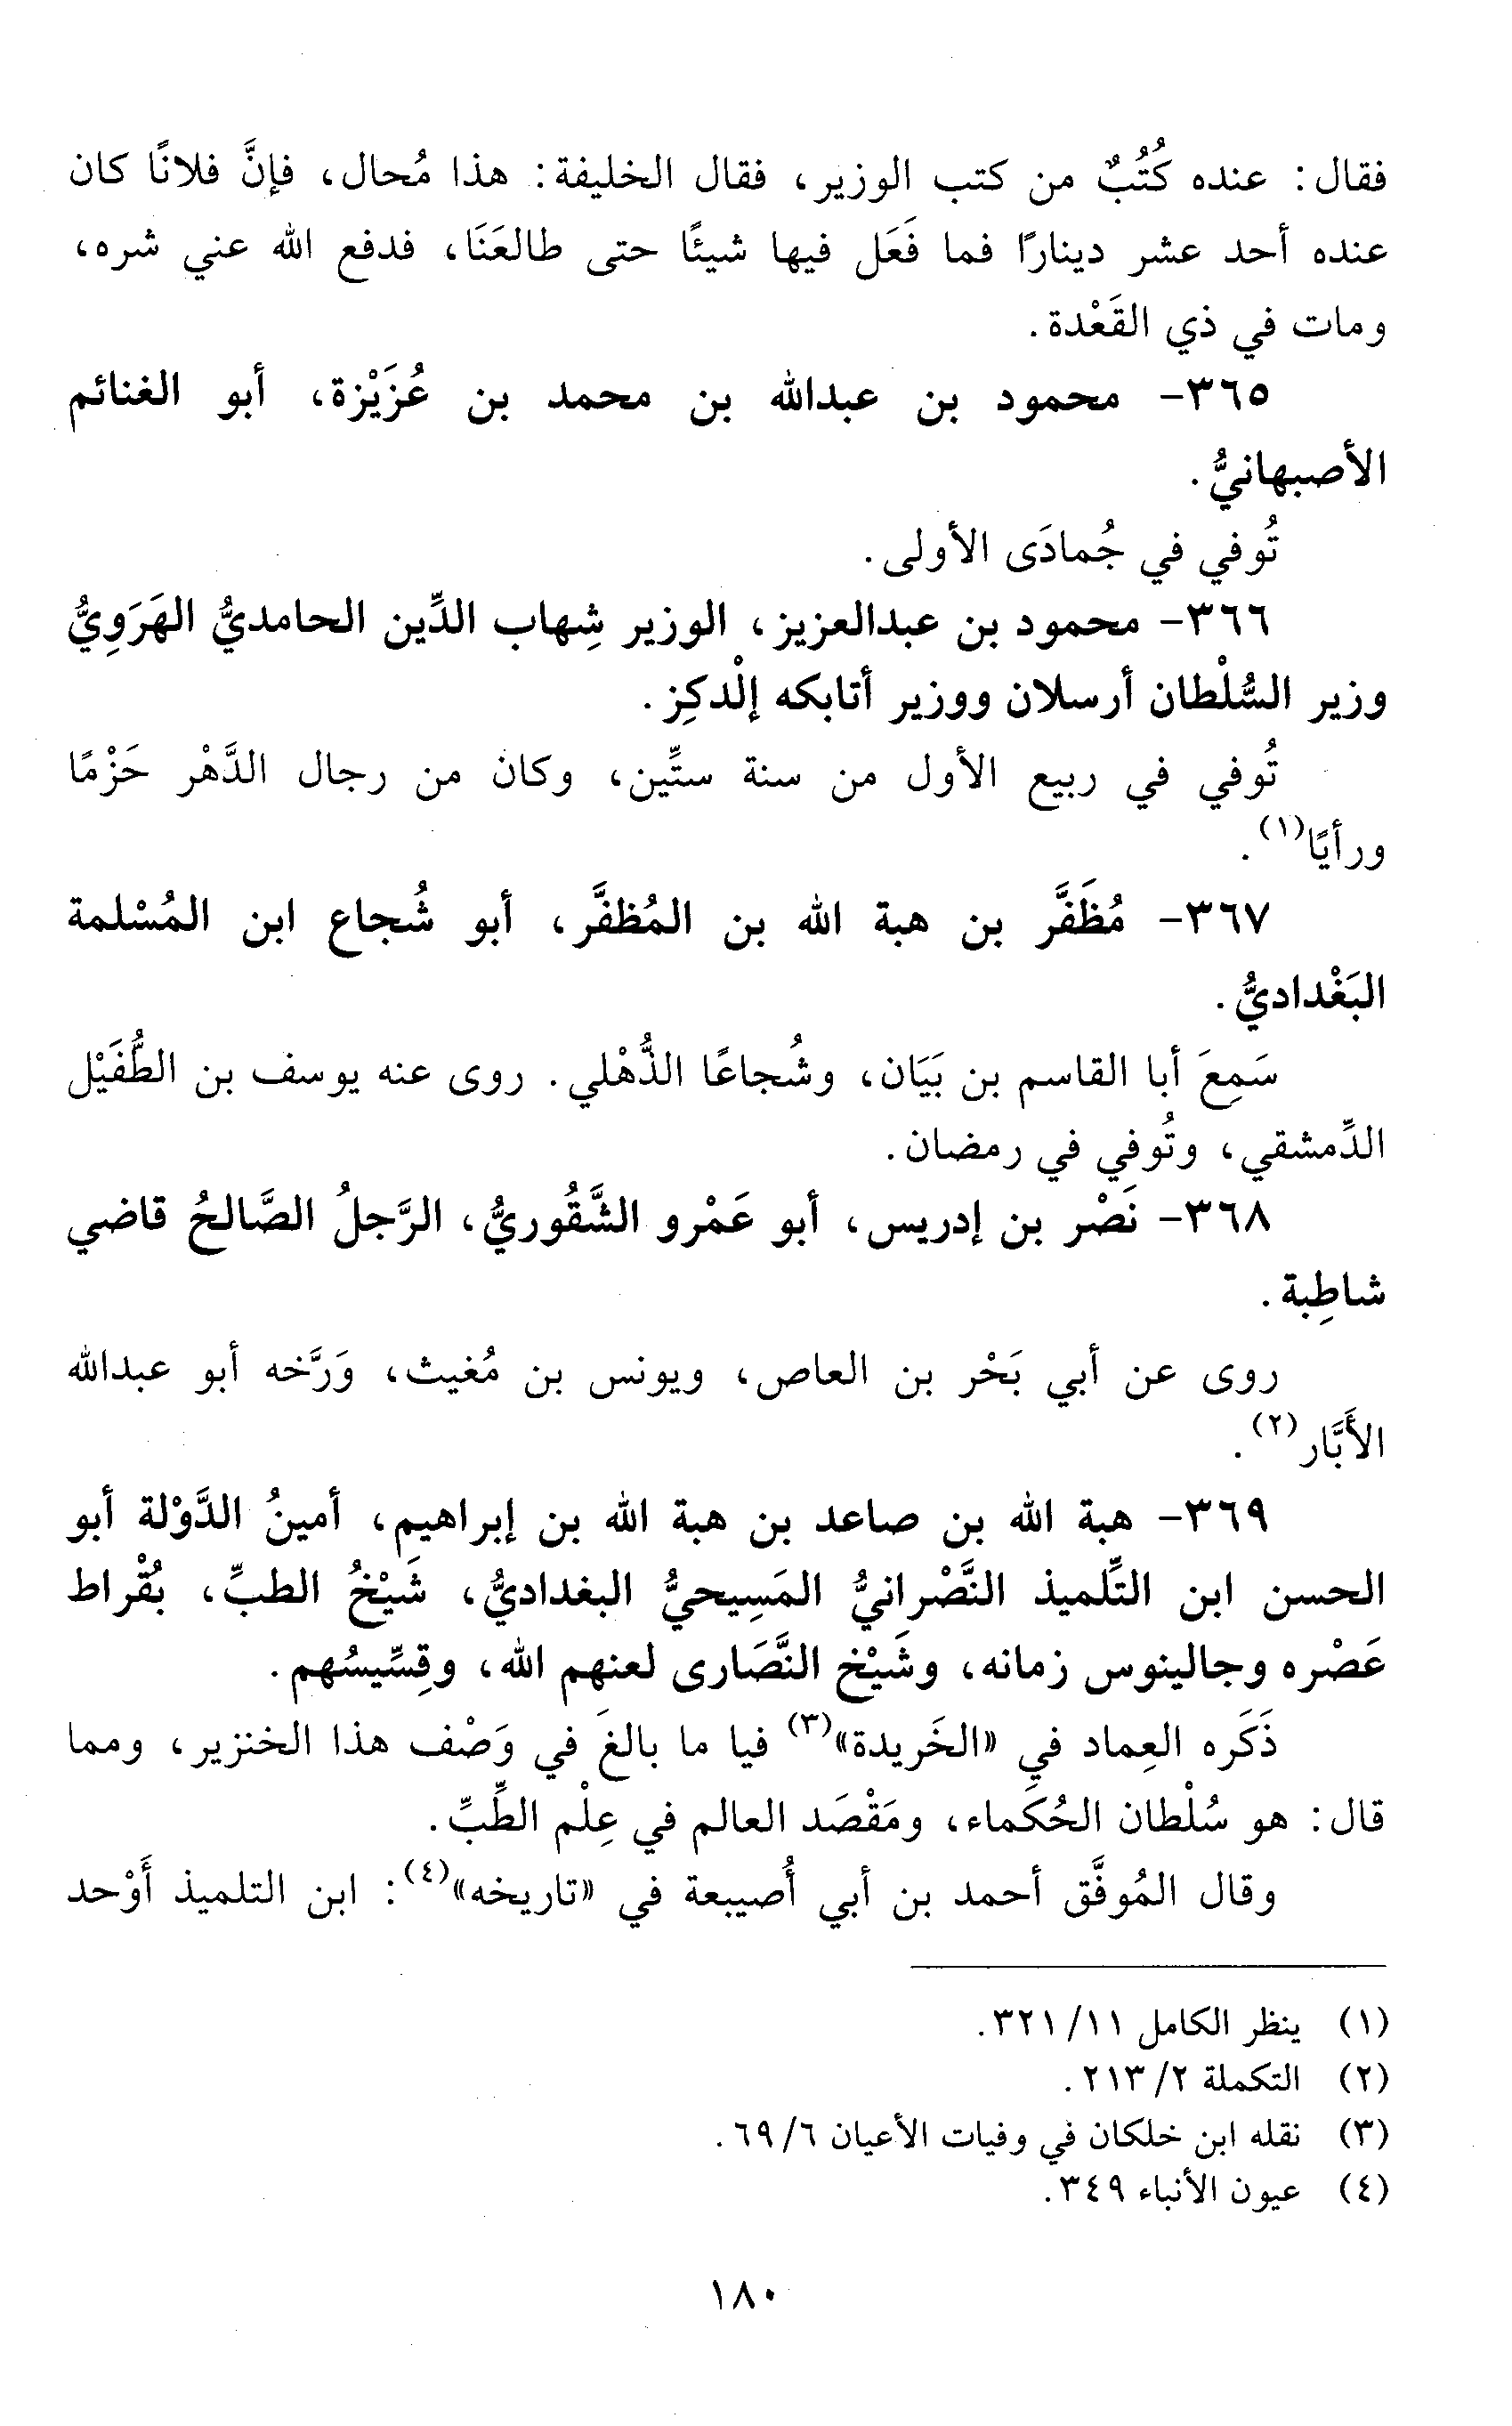 فقال: عنده كُتُبٌ من كتب الوزير، فقال الخليفة: هذا مُحال، فإنَّ فلانًا كان
عنده أحد عشر دينارًا فما فَعَل فيها شيئًا حتى طالعَنَا، فدفع الله عني شره،
ومات في ذي القَعْدة.
٣٦٥- محمود بن عبدالله بن محمد بن عُزَيْزة، أبو الغنائم
الأصبهانيُّ.
تُوفي في جُمادَى الأولى.
٣٦٦- محمود بن عبدالعزيز، الوزير شِهاب الدِّين الحامديُّ الهَرَوِيُّ
وزير السُّلْطان أرسلان ووزير أتابكه إلْدكِز.
تُوفي في ربيع الأول من سنة ستِّين، وكان من رجال الدَّهْر حَزْمًا
ورأيًا(١).
٣٦٧- مُظَفَّر بن هبة الله بن المُظفَّر، أبو شُجاع ابن المُسْلمة
البَغْداديُّ.
سَمِعَ أبا القاسم بن بَيَان، وشُجاعًا الذُّهْلي. روى عنه يوسف بن الطُّفَيْل
الدِّمشقي، وتُوفي في رمضان.
٣٦٨- نَصْر بن إدريس، أبو عَمْرو الشَّقُوريُّ، الرَّجلُ الصَّالحُ قاضي
شاطِبة.
روى عن أبي بَحْر بن العاص، ويونس بن مُغيث، وَرَّخه أبو عبدالله
الأَبَّار(٢).
٣٦٩- هبة الله بن صاعد بن هبة الله بن إبراهيم، أمينُ الدَّوْلة أبو
الحسن ابن التِّلميذ النَّصْرانيُّ المَسِيحيُّ البغداديُّ، شَيْخُ الطبِّ، بُقْراط
عَصْره وجالينوس زمانه، وشَيْخ النَّصَارى لعنهم الله، وقِسِّيسُهم.
ذَكَره العِماد في «الخَريدة»(٣) فيا ما بالغَ في وَصْف هذا الخنزير، ومما
قال: هو سُلْطان الحُكَماء، ومَقْصَد العالم في عِلْم الطِّبِّ.
وقال المُوفَّق أحمد بن أبي أُصيبعة في «تاريخه»(٤): ابن التلميذ أَوْحد
(١) ينظر الكامل ١١/ ٣٢١.
(٢) التكملة ٢/ ٢١٣.
(٣) نقله ابن خلكان في وفيات الأعيان ٦/ ٦٩.
(٤) عيون الأنباء ٣٤٩.
١٨٠